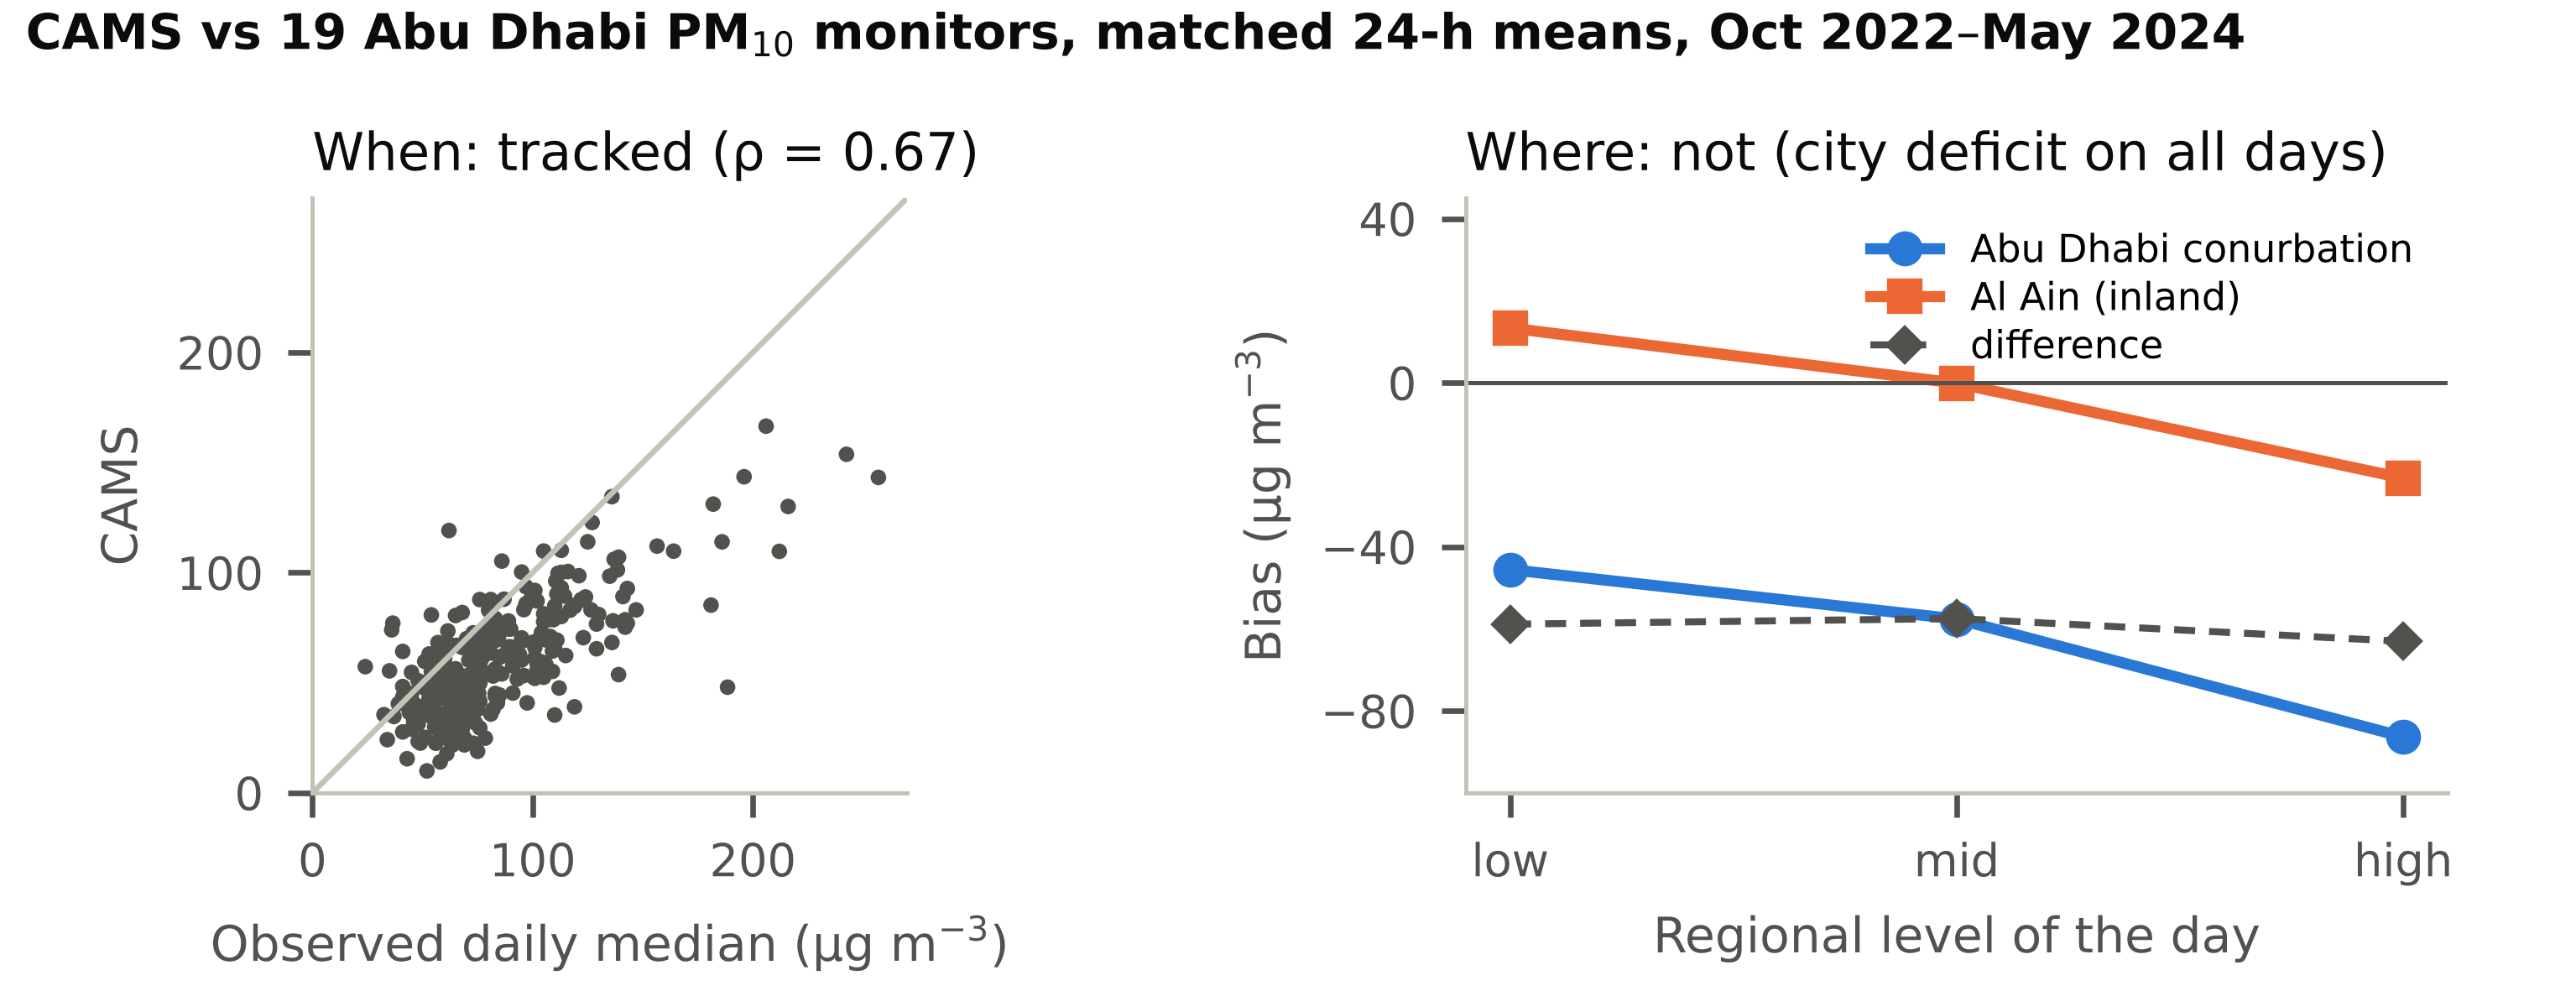 CAMS vs 19 Abu Dhabi PM₁₀ monitors, matched 24-h means, Oct 2022–May 2024
When: tracked (ρ = 0.67)
200
100
0
CAMS
0 100 200
Observed daily median (µg m⁻³)
Where: not (city deficit on all days)
40
0
−40
−80
Bias (µg m⁻³)
Abu Dhabi conurbation
Al Ain (inland)
difference
low mid high
Regional level of the day